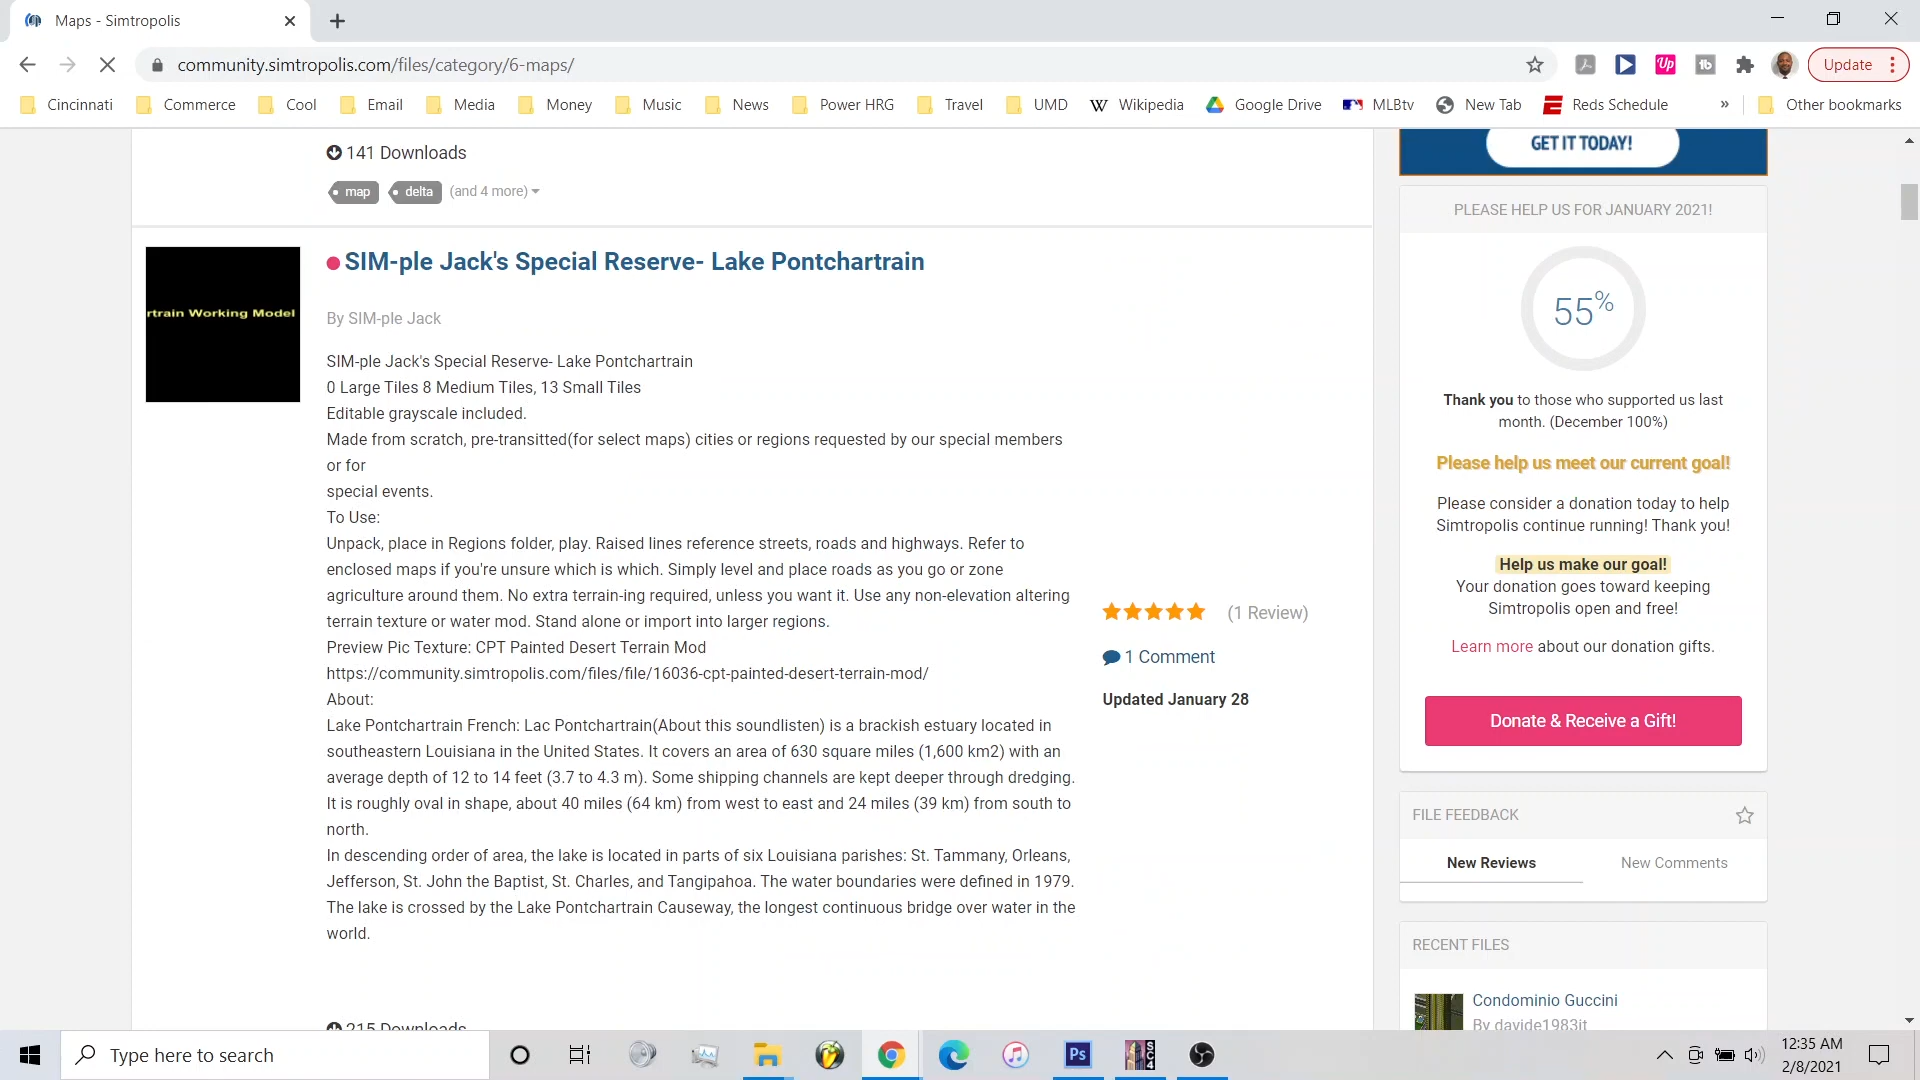 Maps - Simtropolis
community.simtropolis.com/files/category/6-maps/
Update
Cincinnati
Commerce
Cool
Email
Media
Money
Music
News
Power HRG
Travel
UMD
Wikipedia
Google Drive
MLBtv
New Tab
Reds Schedule
»
Other bookmarks
141 Downloads
map
delta
(and 4 more)
SIM-ple Jack's Special Reserve- Lake Pontchartrain
rtrain Working Model
By SIM-ple Jack
SIM-ple Jack's Special Reserve- Lake Pontchartrain
0 Large Tiles 8 Medium Tiles, 13 Small Tiles
Editable grayscale included.
Made from scratch, pre-transitted(for select maps) cities or regions requested by our special members
or for
special events.
To Use:
Unpack, place in Regions folder, play. Raised lines reference streets, roads and highways. Refer to
enclosed maps if you're unsure which is which. Simply level and place roads as you go or zone
agriculture around them. No extra terrain-ing required, unless you want it. Use any non-elevation altering
terrain texture or water mod. Stand alone or import into larger regions.
Preview Pic Texture: CPT Painted Desert Terrain Mod
https://community.simtropolis.com/files/file/16036-cpt-painted-desert-terrain-mod/
About:
Lake Pontchartrain French: Lac Pontchartrain(About this soundlisten) is a brackish estuary located in
southeastern Louisiana in the United States. It covers an area of 630 square miles (1,600 km2) with an
average depth of 12 to 14 feet (3.7 to 4.3 m). Some shipping channels are kept deeper through dredging.
It is roughly oval in shape, about 40 miles (64 km) from west to east and 24 miles (39 km) from south to
north.
In descending order of area, the lake is located in parts of six Louisiana parishes: St. Tammany, Orleans,
Jefferson, St. John the Baptist, St. Charles, and Tangipahoa. The water boundaries were defined in 1979.
The lake is crossed by the Lake Pontchartrain Causeway, the longest continuous bridge over water in the
world.
215 Downloads
(1 Review)
1 Comment
Updated January 28
GET IT TODAY!
PLEASE HELP US FOR JANUARY 2021!
55%
Thank you to those who supported us last
month. (December 100%)
Please help us meet our current goal!
Please consider a donation today to help
Simtropolis continue running! Thank you!
Help us make our goal!
Your donation goes toward keeping
Simtropolis open and free!
Learn more about our donation gifts.
Donate & Receive a Gift!
FILE FEEDBACK
New Reviews
New Comments
RECENT FILES
Condominio Guccini
By davide1983it
Type here to search
Ps
SC4
12:35 AM
2/8/2021